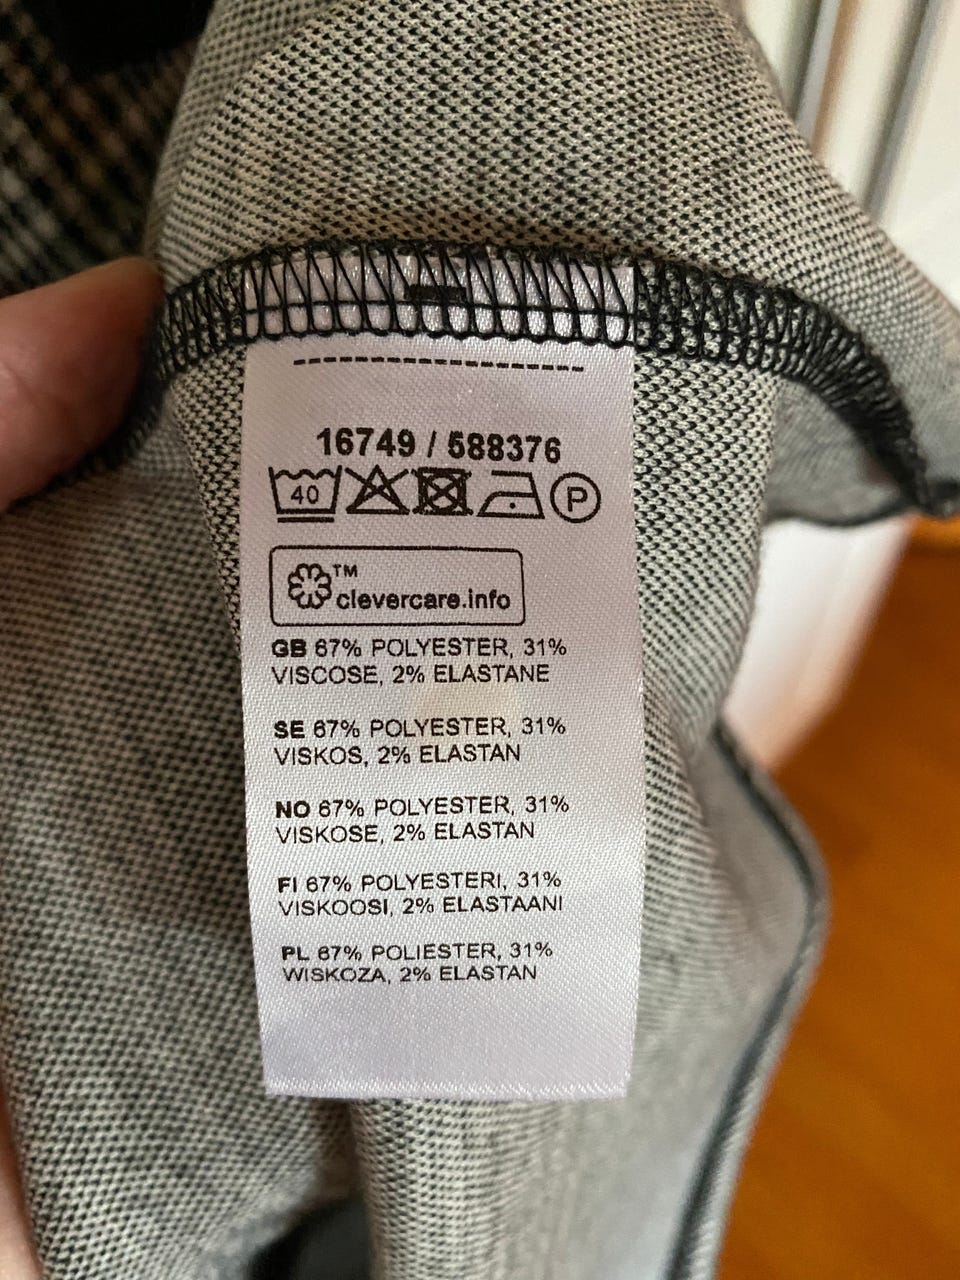 16749 / 588376
40 P
TM
clevercare.info
GB 67% POLYESTER, 31%
VISCOSE, 2% ELASTANE
SE 67% POLYESTER, 31%
VISKOS, 2% ELASTAN
NO 67% POLYESTER, 31%
VISKOSE, 2% ELASTAN
FI 67% POLYESTERI, 31%
VISKOOSI, 2% ELASTAANI
PL 67% POLIESTER, 31%
WISKOZA, 2% ELASTAN